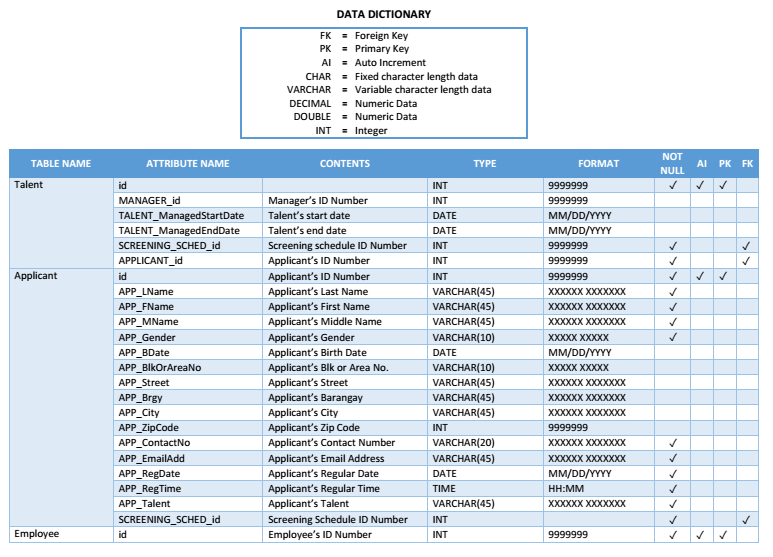 DATA DICTIONARY
FK = Foreign Key
PK = Primary Key
AI = Auto Increment
CHAR = Fixed character length data
VARCHAR = Variable character length data
DECIMAL = Numeric Data
DOUBLE = Numeric Data
INT = Integer
TABLE NAME ATTRIBUTE NAME CONTENTS TYPE FORMAT NOT NULL AI PK FK
Talent id INT 9999999 ✓ ✓ ✓
MANAGER_id Manager's ID Number INT 9999999
TALENT_ManagedStartDate Talent's start date DATE MM/DD/YYYY
TALENT_ManagedEndDate Talent's end date DATE MM/DD/YYYY
SCREENING_SCHED_id Screening schedule ID Number INT 9999999 ✓ ✓
APPLICANT_id Applicant's ID Number INT 9999999 ✓ ✓
Applicant id Applicant's ID Number INT 9999999 ✓ ✓ ✓
APP_LName Applicant's Last Name VARCHAR(45) XXXXXX XXXXXXX ✓
APP_FName Applicant's First Name VARCHAR(45) XXXXXX XXXXXXX ✓
APP_MName Applicant's Middle Name VARCHAR(45) XXXXXX XXXXXXX ✓
APP_Gender Applicant's Gender VARCHAR(10) XXXXX XXXXX ✓
APP_BDate Applicant's Birth Date DATE MM/DD/YYYY
APP_BlkOrAreaNo Applicant's Blk or Area No. VARCHAR(10) XXXXX XXXXX
APP_Street Applicant's Street VARCHAR(45) XXXXXX XXXXXXX
APP_Brgy Applicant's Barangay VARCHAR(45) XXXXXX XXXXXXX
APP_City Applicant's City VARCHAR(45) XXXXXX XXXXXXX
APP_ZipCode Applicant's Zip Code INT 9999999
APP_ContactNo Applicant's Contact Number VARCHAR(20) XXXXXX XXXXXXX ✓
APP_EmailAdd Applicant's Email Address VARCHAR(45) XXXXXX XXXXXXX ✓
APP_RegDate Applicant's Regular Date DATE MM/DD/YYYY ✓
APP_RegTime Applicant's Regular Time TIME HH:MM ✓
APP_Talent Applicant's Talent VARCHAR(45) XXXXXX XXXXXXX ✓
SCREENING_SCHED_id Screening Schedule ID Number INT ✓ ✓
Employee id Employee's ID Number INT 9999999 ✓ ✓ ✓